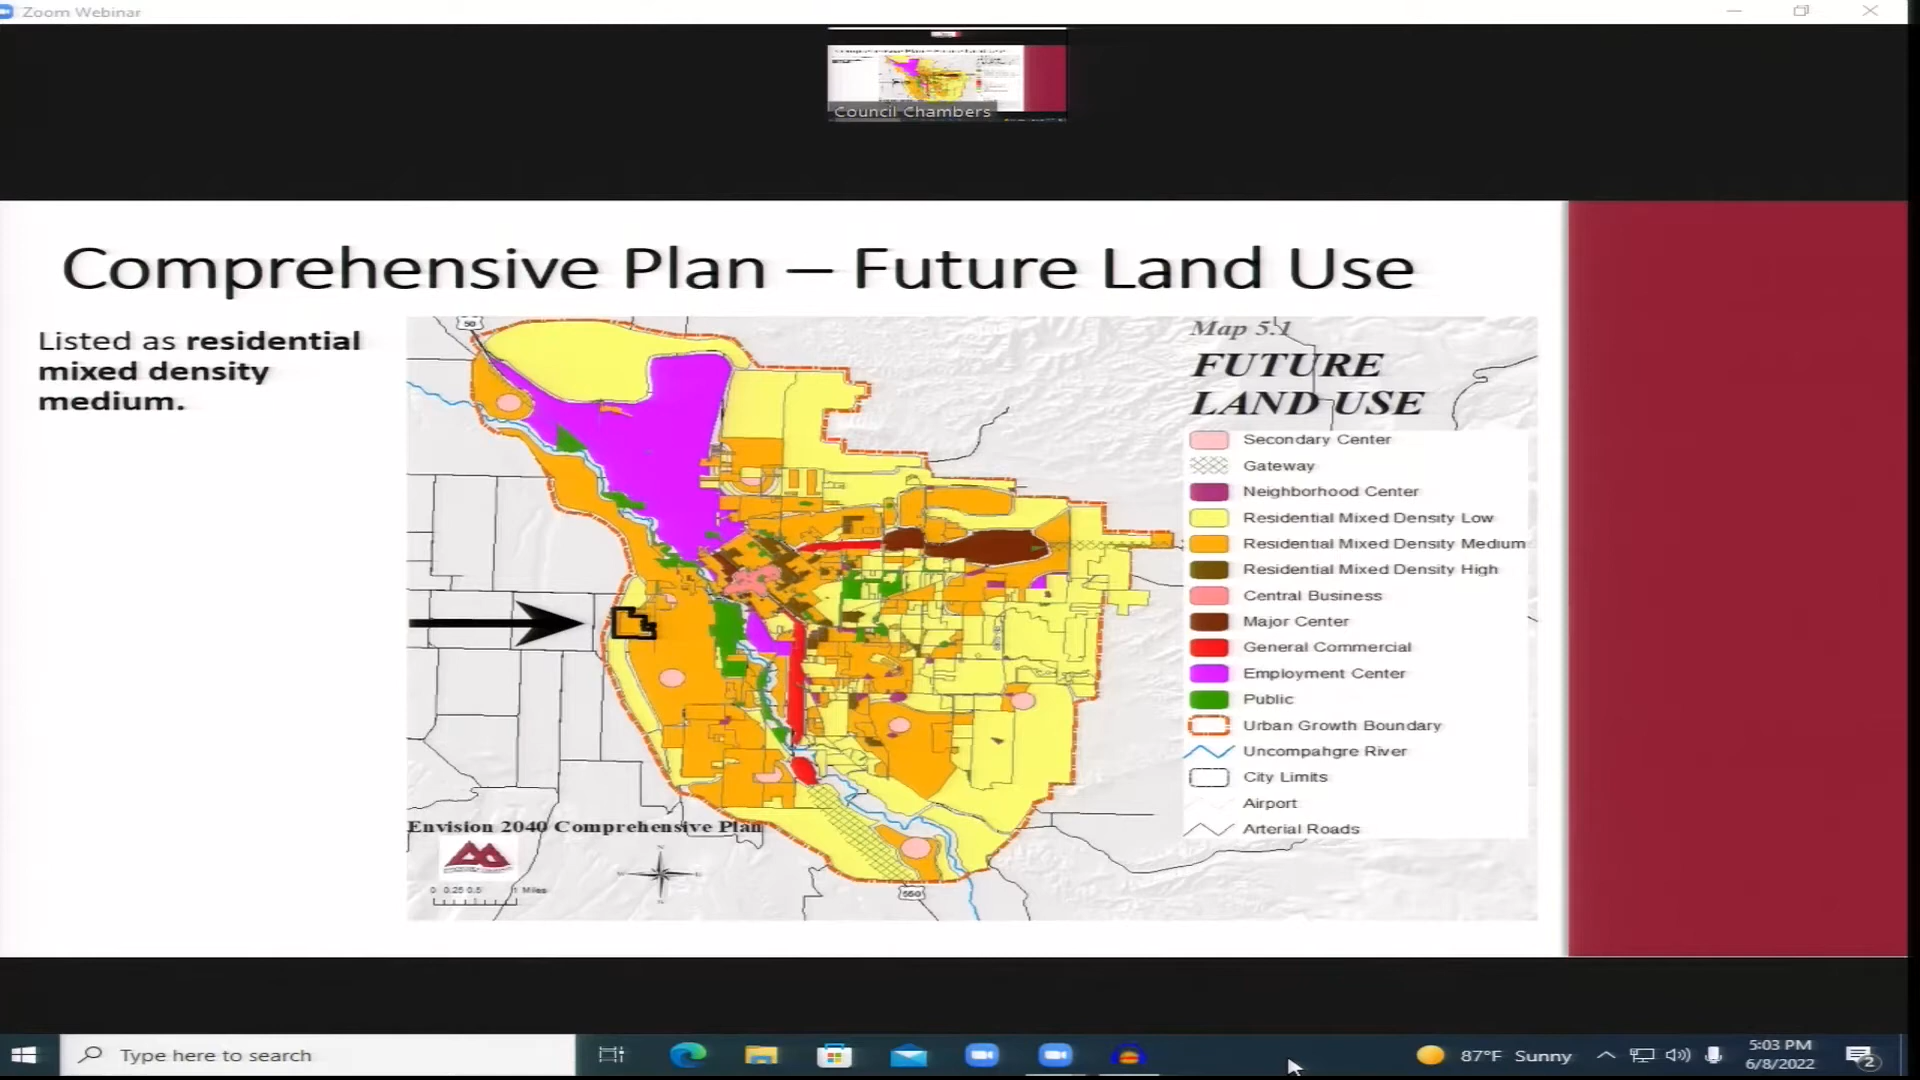 Zoom Webinar
Council Chambers
Comprehensive Plan – Future Land Use
Listed as residential
mixed density
medium.
50
Map 5.1
FUTURE
LAND USE
Secondary Center
Gateway
Neighborhood Center
Residential Mixed Density Low
Residential Mixed Density Medium
Residential Mixed Density High
Central Business
Major Center
General Commercial
Employment Center
Public
Urban Growth Boundary
Uncompahgre River
City Limits
Airport
Arterial Roads
Envision 2040 Comprehensive Plan
0 0.25 0.5 1 Miles
550
Type here to search
87°F Sunny
5:03 PM
6/8/2022
2